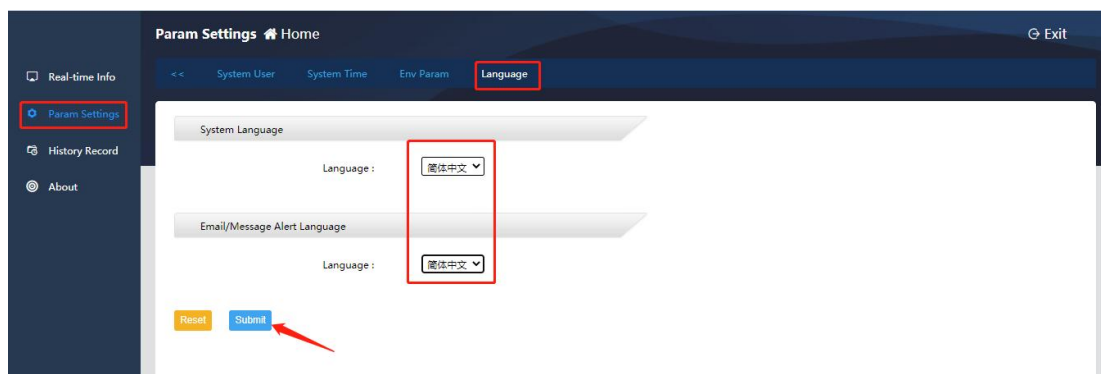 Param Settings Home
Exit
Real-time Info
Param Settings
History Record
About
<< System User System Time Env Param Language
System Language
Language : 简体中文
Email/Message Alert Language
Language : 简体中文
Reset Submit